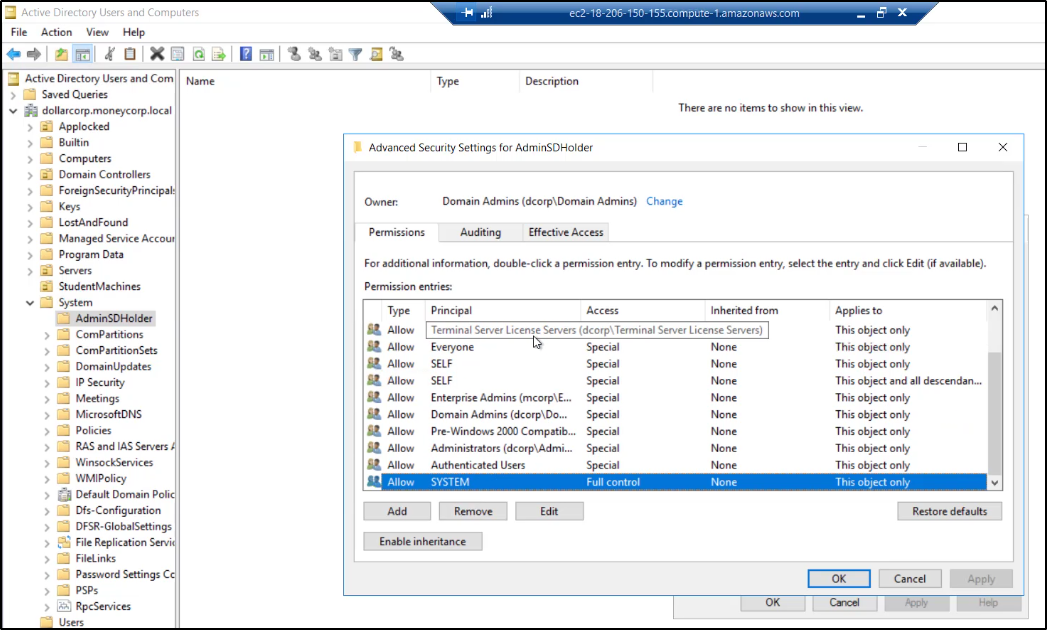 Active Directory Users and Computers
ec2-18-206-150-155.compute-1.amazonaws.com
File Action View Help
Active Directory Users and Com
Saved Queries
dollarcorp.moneycorp.local
Applocked
Builtin
Computers
Domain Controllers
ForeignSecurityPrincipals
Keys
LostAndFound
Managed Service Accour
Program Data
Servers
StudentMachines
System
AdminSDHolder
ComPartitions
ComPartitionSets
DomainUpdates
IP Security
Meetings
MicrosoftDNS
Policies
RAS and IAS Servers A
WinsockServices
WMIPolicy
Default Domain Polic
Dfs-Configuration
DFSR-GlobalSettings
File Replication Servic
FileLinks
Password Settings Cc
PSPs
RpcServices
Users
Name Type Description
There are no items to show in this view.
Advanced Security Settings for AdminSDHolder
Owner: Domain Admins (dcorp\Domain Admins) Change
Permissions Auditing Effective Access
For additional information, double-click a permission entry. To modify a permission entry, select the entry and click Edit (if available).
Permission entries:
Type Principal Access Inherited from Applies to
Allow Terminal Server License Servers (dcorp\Terminal Server License Servers) This object only
Allow Everyone Special None This object only
Allow SELF Special None This object only
Allow SELF Special None This object and all descendan...
Allow Enterprise Admins (mcorp\E... Special None This object only
Allow Domain Admins (dcorp\Do... Special None This object only
Allow Pre-Windows 2000 Compatib... Special None This object only
Allow Administrators (dcorp\Admi... Special None This object only
Allow Authenticated Users Special None This object only
Allow SYSTEM Full control None This object only
Add Remove Edit Restore defaults
Enable inheritance
OK Cancel Apply
OK Cancel Apply Help